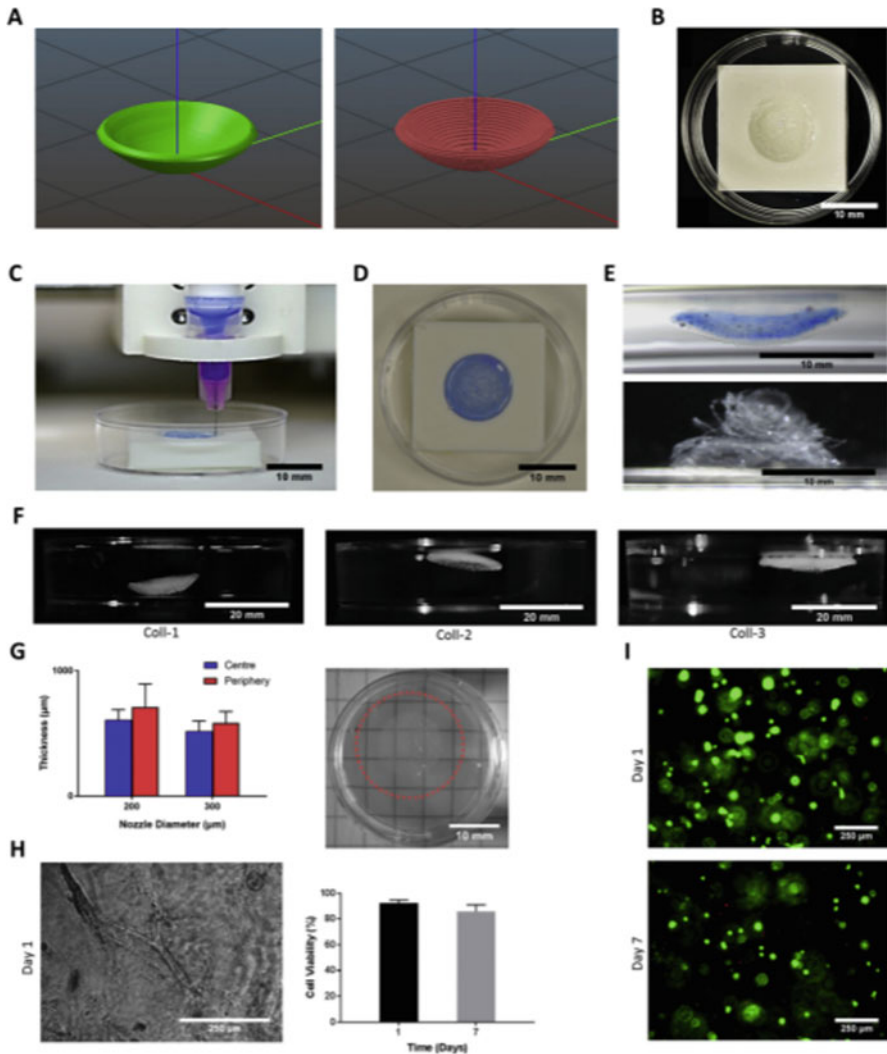 A
B
10 mm
C
D
E
10 mm
10 mm
10 mm
10 mm
F
20 mm
20 mm
20 mm
Coll-1
Coll-2
Coll-3
G
I
Centre
Periphery
1000
Thickness (µm)
0
200
300
Nozzle Diameter (µm)
10 mm
Day 1
250 µm
H
Day 1
250 µm
100
80
60
40
20
0
Cell Viability (%)
1
7
Time (Days)
Day 7
250 µm